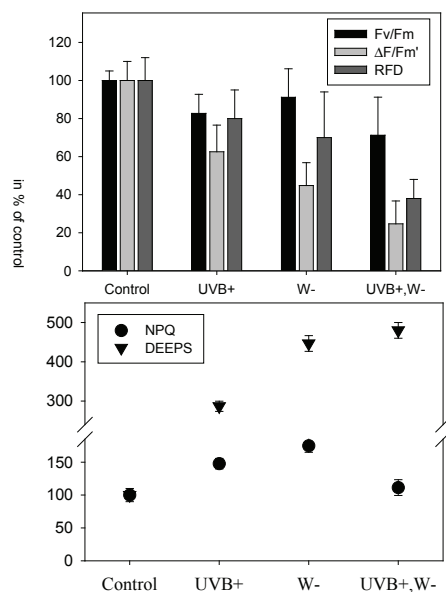 120
100
80
60
40
20
0
in % of control
Fv/Fm
ΔF/Fm'
RFD
Control UVB+ W- UVB+,W-
500
400
300
150
100
50
0
NPQ
DEEPS
Control UVB+ W- UVB+,W-